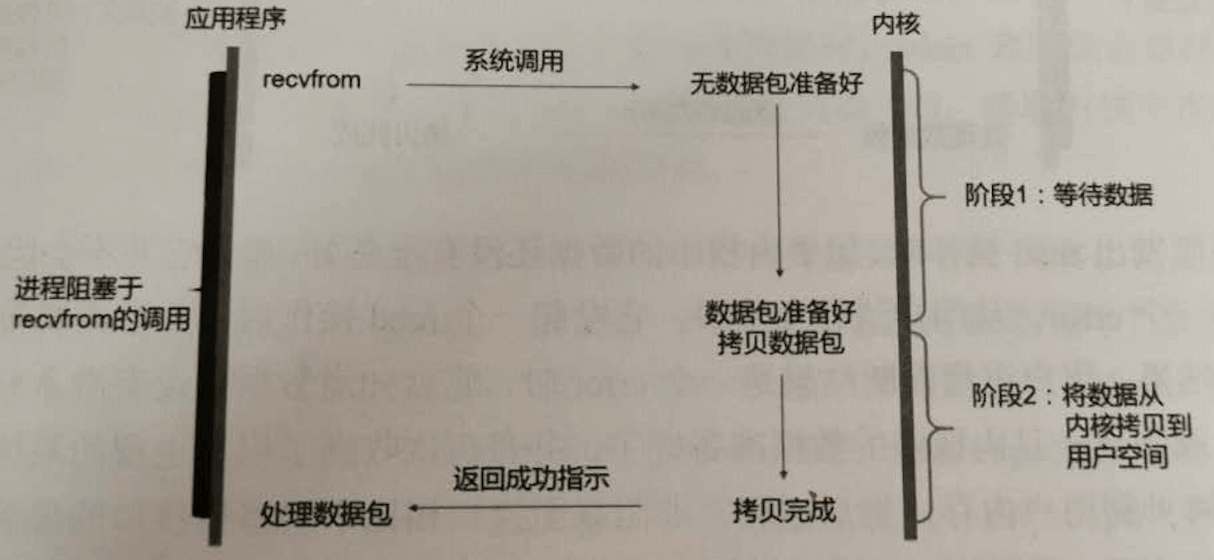 应用程序
内核
recvfrom
系统调用
无数据包准备好
阶段1：等待数据
进程阻塞于
recvfrom的调用
数据包准备好
拷贝数据包
阶段2：将数据从
内核拷贝到
用户空间
返回成功指示
处理数据包
拷贝完成